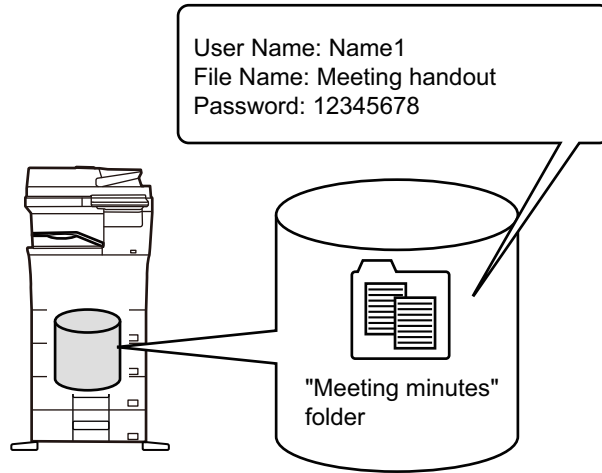 User Name: Name1
File Name: Meeting handout
Password: 12345678
"Meeting minutes"
folder